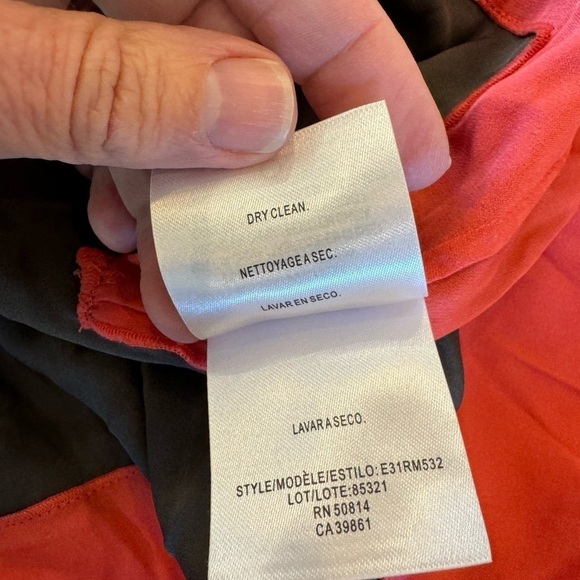 DRY CLEAN.
NETTOYAGE A SEC.
LAVAR EN SECO.
LAVAR A SECO.
STYLE/MODÈLE/ESTILO: E31RM532
LOT/LOTE: 85321
RN 50814
CA 39861